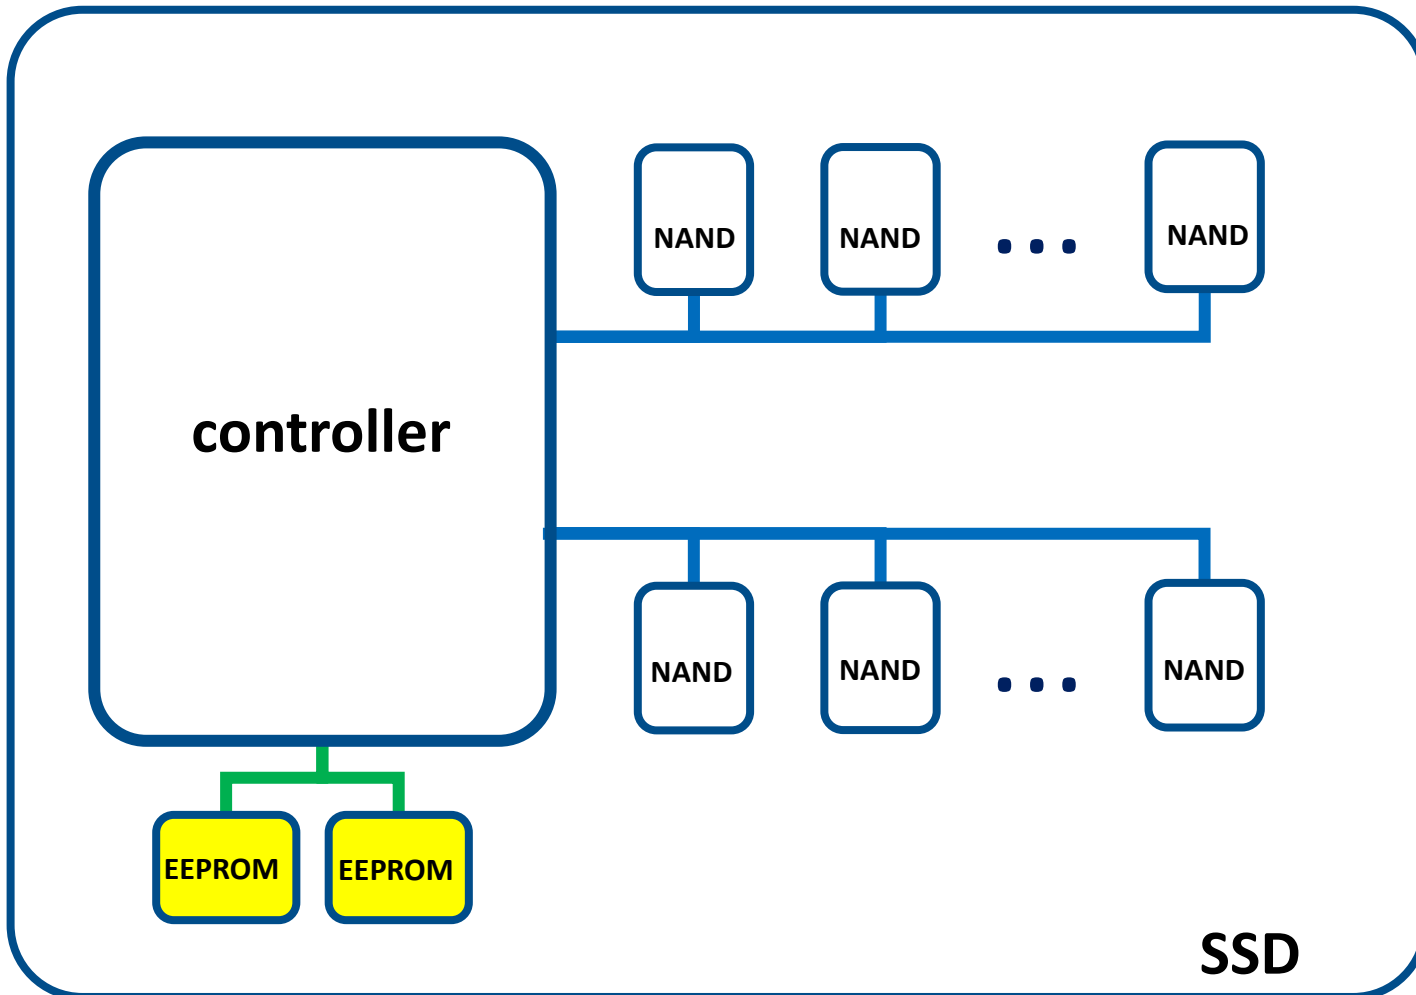 NAND
NAND
...
NAND
controller
NAND
NAND
...
NAND
EEPROM
EEPROM
SSD